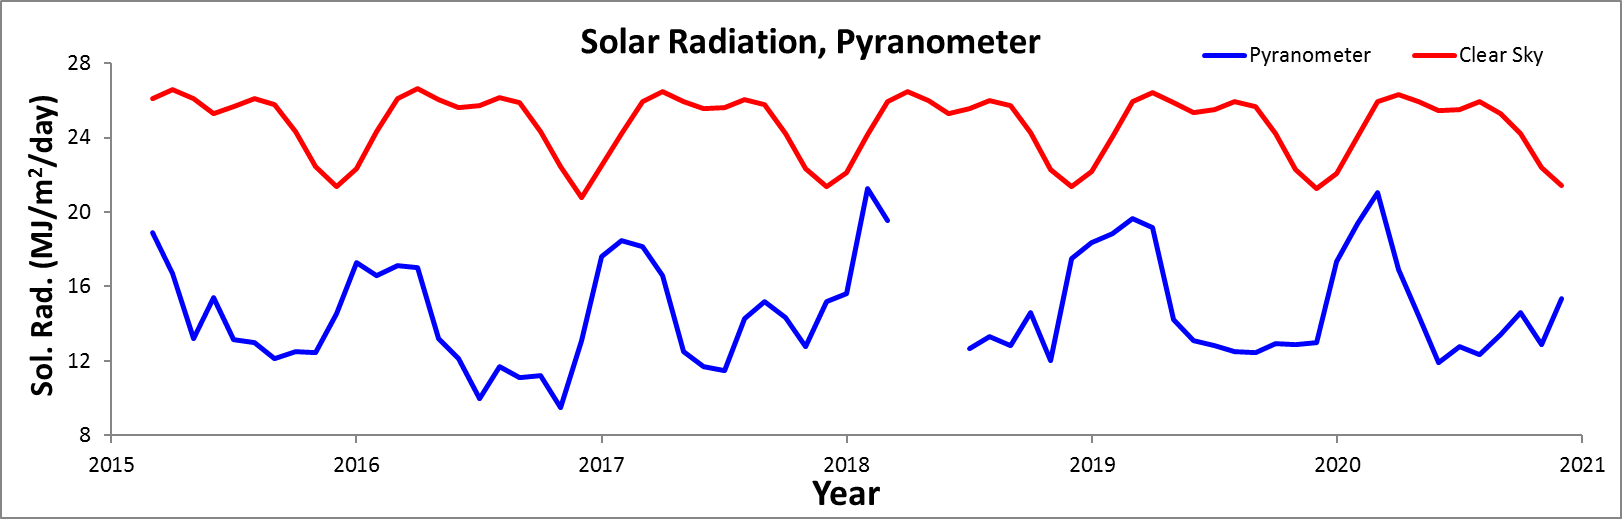 Solar Radiation, Pyranometer
Pyranometer
Clear Sky
Sol. Rad. (MJ/m²/day)
28
24
20
16
12
8
2015 2016 2017 2018 2019 2020 2021
Year